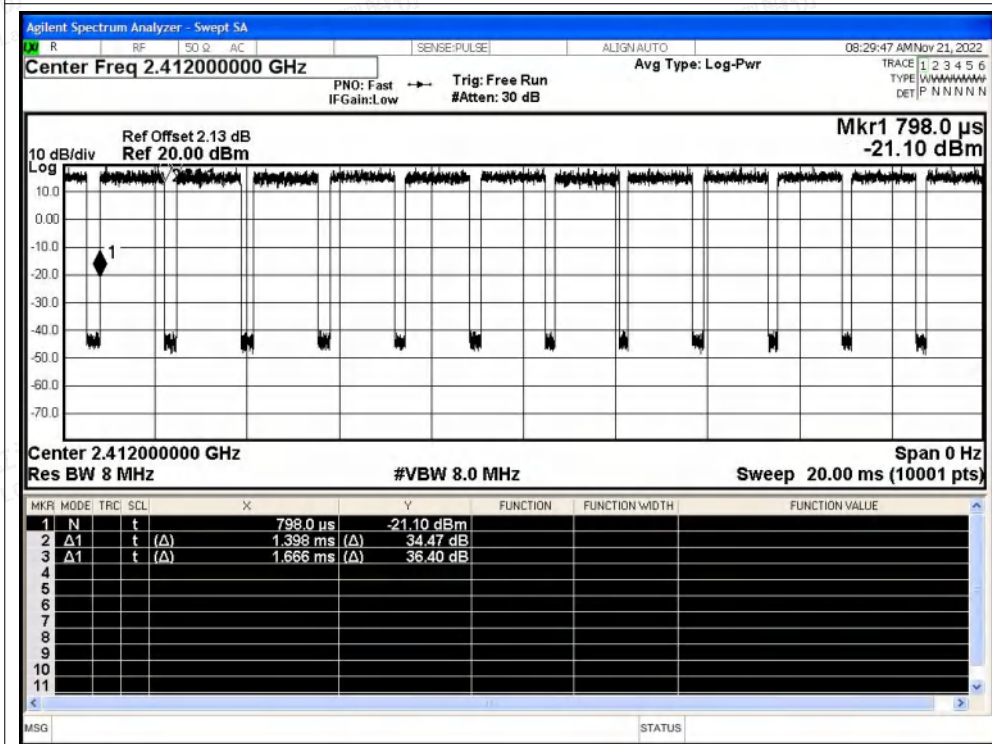 Agilent Spectrum Analyzer - Swept SA
LXI R RF 50 Ω AC SENSE:PULSE ALIGN AUTO 08:29:47 AM Nov 21, 2022
Center Freq 2.412000000 GHz Avg Type: Log-Pwr TRACE 1 2 3 4 5 6
PNO: Fast Trig: Free Run TYPE W
IFGain:Low #Atten: 30 dB DET P N N N N N
Mkr1 798.0 µs
Ref Offset 2.13 dB
10 dB/div Ref 20.00 dBm -21.10 dBm
Log
10.0
0.00
-10.0
1
-20.0
-30.0
-40.0
-50.0
-60.0
-70.0
Center 2.412000000 GHz Span 0 Hz
Res BW 8 MHz #VBW 8.0 MHz Sweep 20.00 ms (10001 pts)
MKR MODE TRC SCL X Y FUNCTION FUNCTION WIDTH FUNCTION VALUE
1 N t 798.0 µs -21.10 dBm
2 Δ1 t (Δ) 1.398 ms (Δ) 34.47 dB
3 Δ1 t (Δ) 1.666 ms (Δ) 36.40 dB
4
5
6
7
8
9
10
11
MSG STATUS